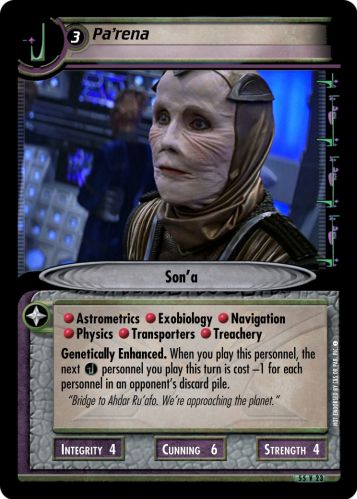 3 Pa'rena
Son'a
Astrometrics Exobiology Navigation
Physics Transporters Treachery
Genetically Enhanced. When you play this personnel, the
next personnel you play this turn is cost -1 for each
personnel in an opponent's discard pile.
"Bridge to Ahdar Ru'afo. We're approaching the planet."
INTEGRITY 4 CUNNING 6 STRENGTH 4
55 V 28